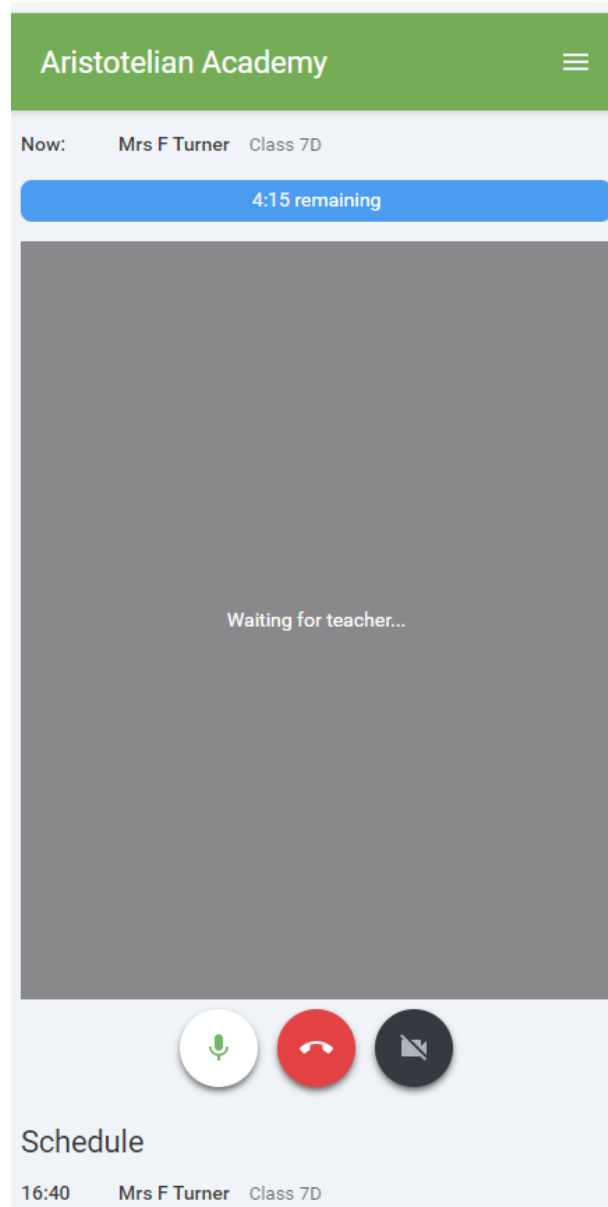 Aristotelian Academy
Now: Mrs F Turner Class 7D
4:15 remaining
Waiting for teacher...
Schedule
16:40 Mrs F Turner Class 7D